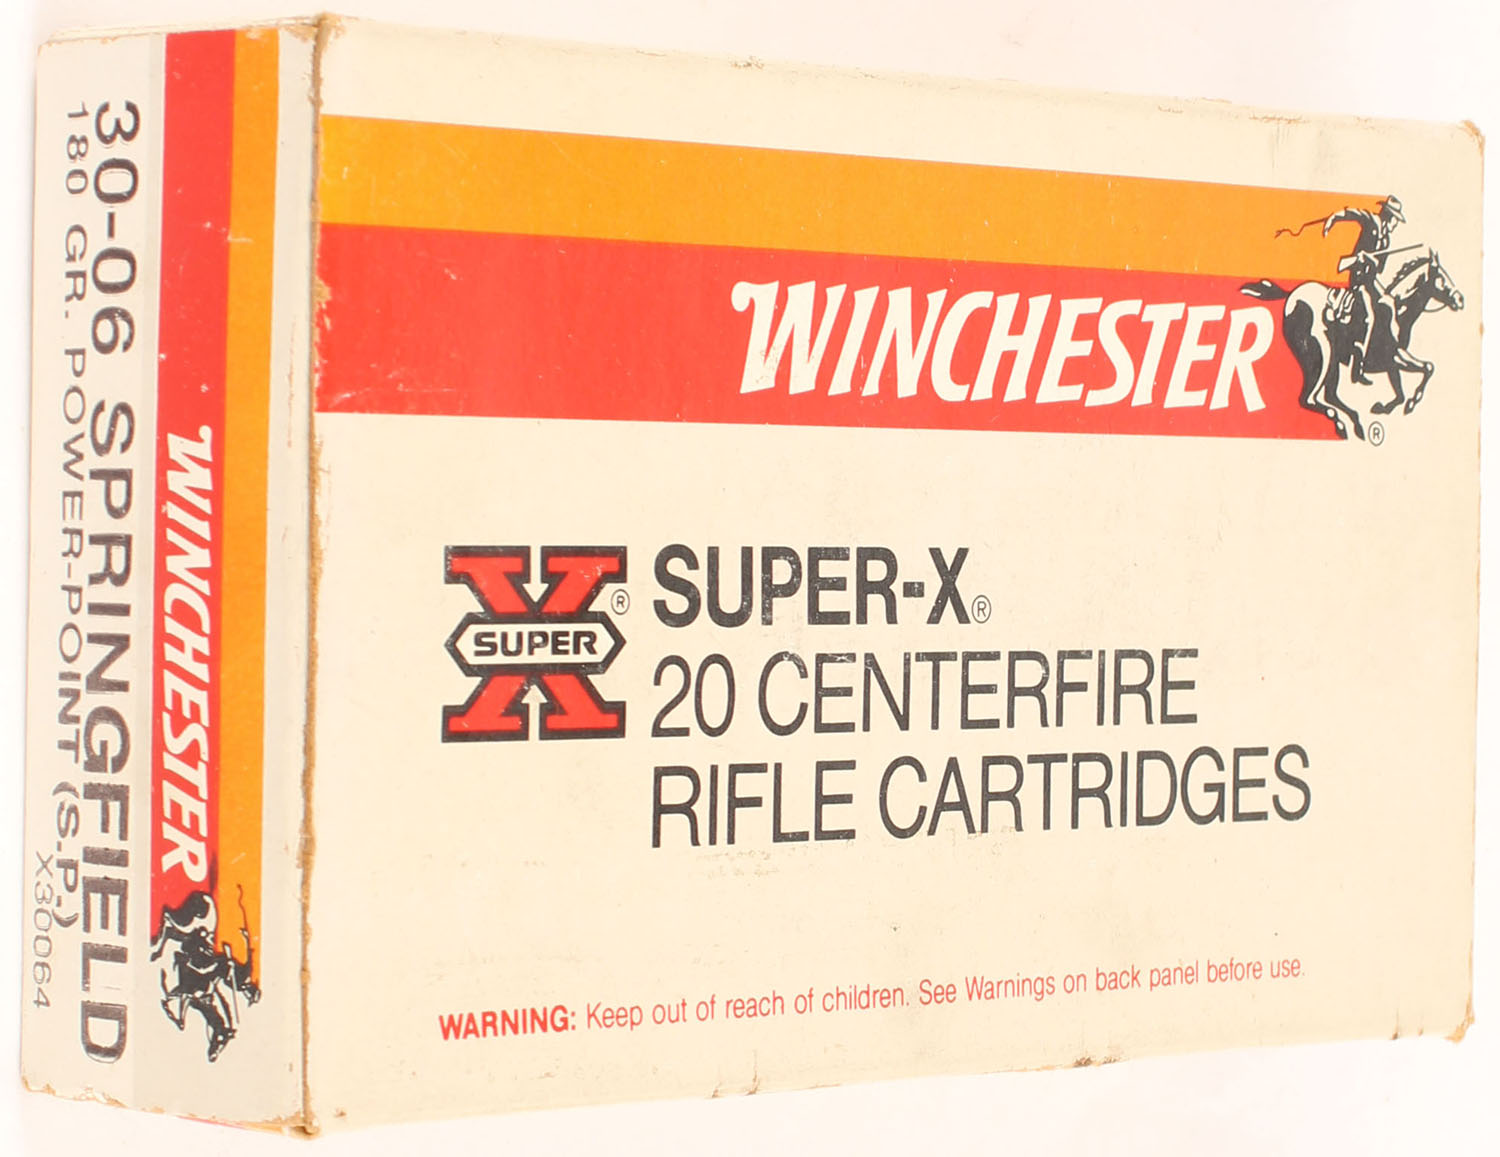 30-06 SPRINGFIELD
180 GR. POWER-POINT (S.P.)
X30064
WINCHESTER
WINCHESTER
®
SUPER
®
SUPER-X®
20 CENTERFIRE
RIFLE CARTRIDGES
WARNING: Keep out of reach of children. See Warnings on back panel before use.